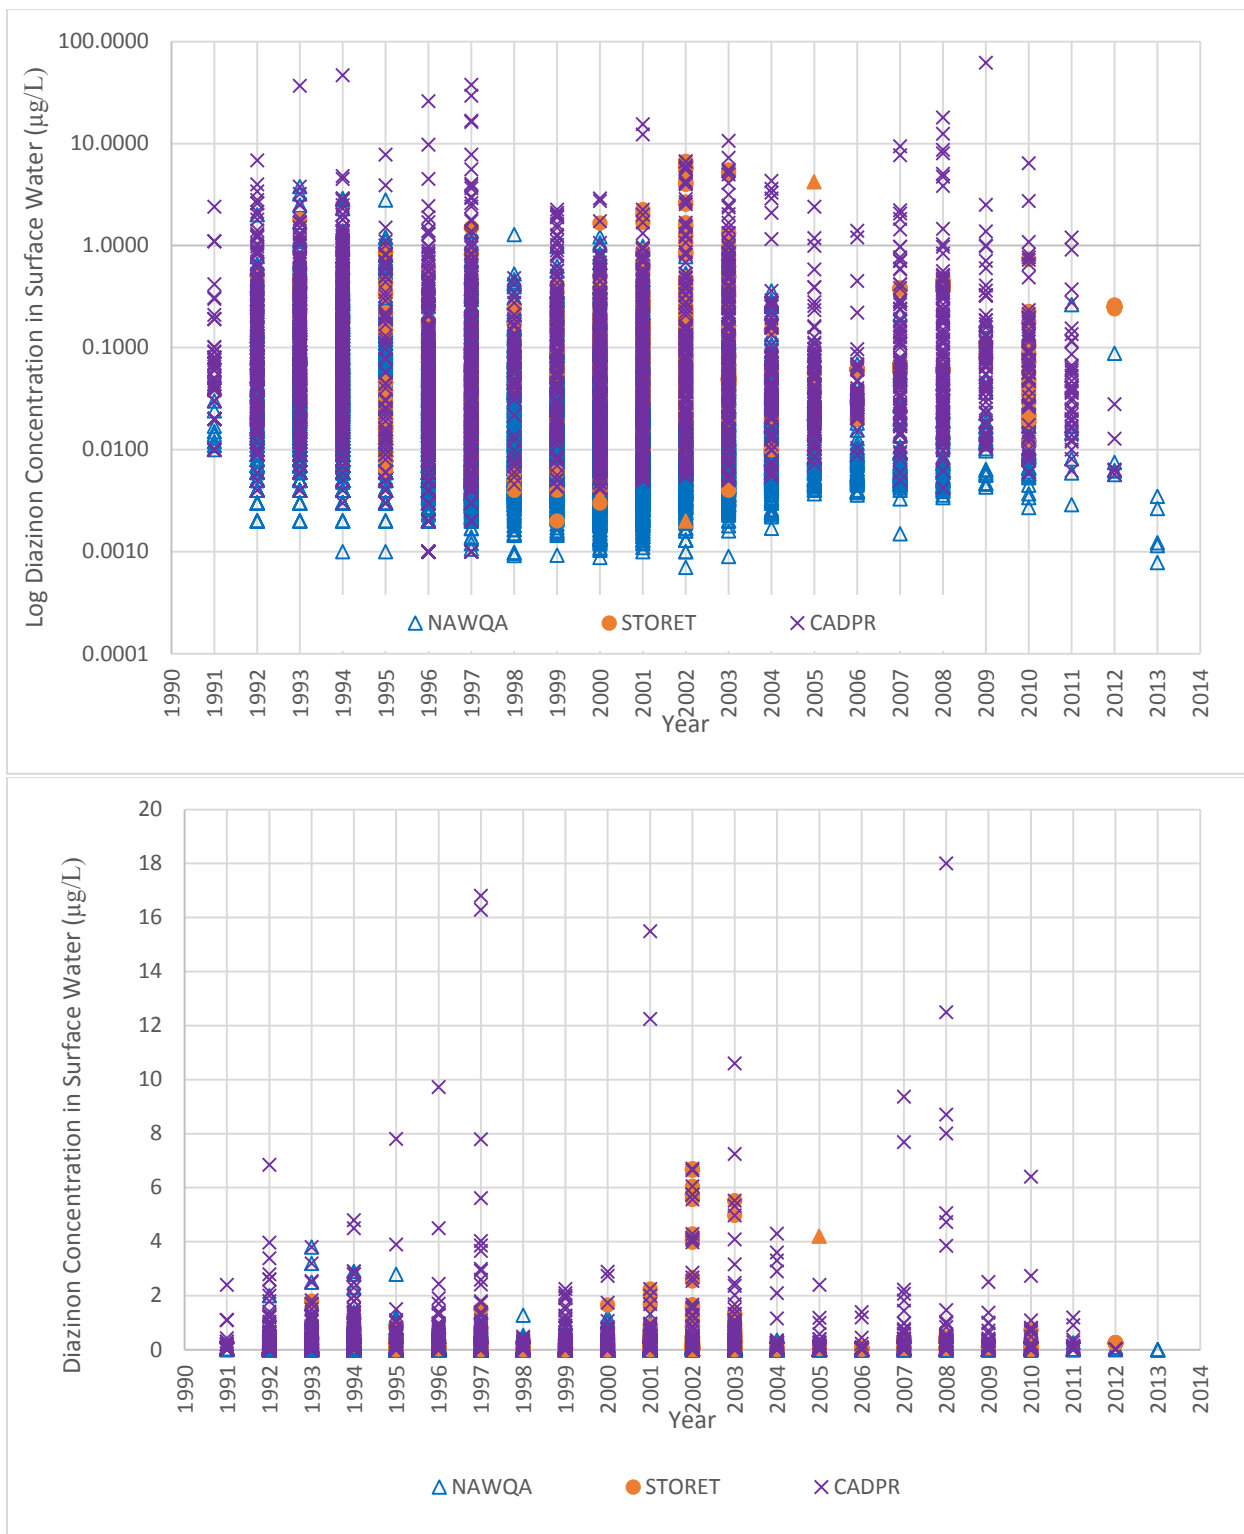 Log Diazinon Concentration in Surface Water (µg/L)
100.0000
10.0000
1.0000
0.1000
0.0100
0.0010
0.0001
NAWQA STORET CADPR
1990 1991 1992 1993 1994 1995 1996 1997 1998 1999 2000 2001 2002 2003 2004 2005 2006 2007 2008 2009 2010 2011 2012 2013 2014
Year
Diazinon Concentration in Surface Water (µg/L)
20
18
16
14
12
10
8
6
4
2
0
1990 1991 1992 1993 1994 1995 1996 1997 1998 1999 2000 2001 2002 2003 2004 2005 2006 2007 2008 2009 2010 2011 2012 2013 2014
Year
NAWQA STORET CADPR